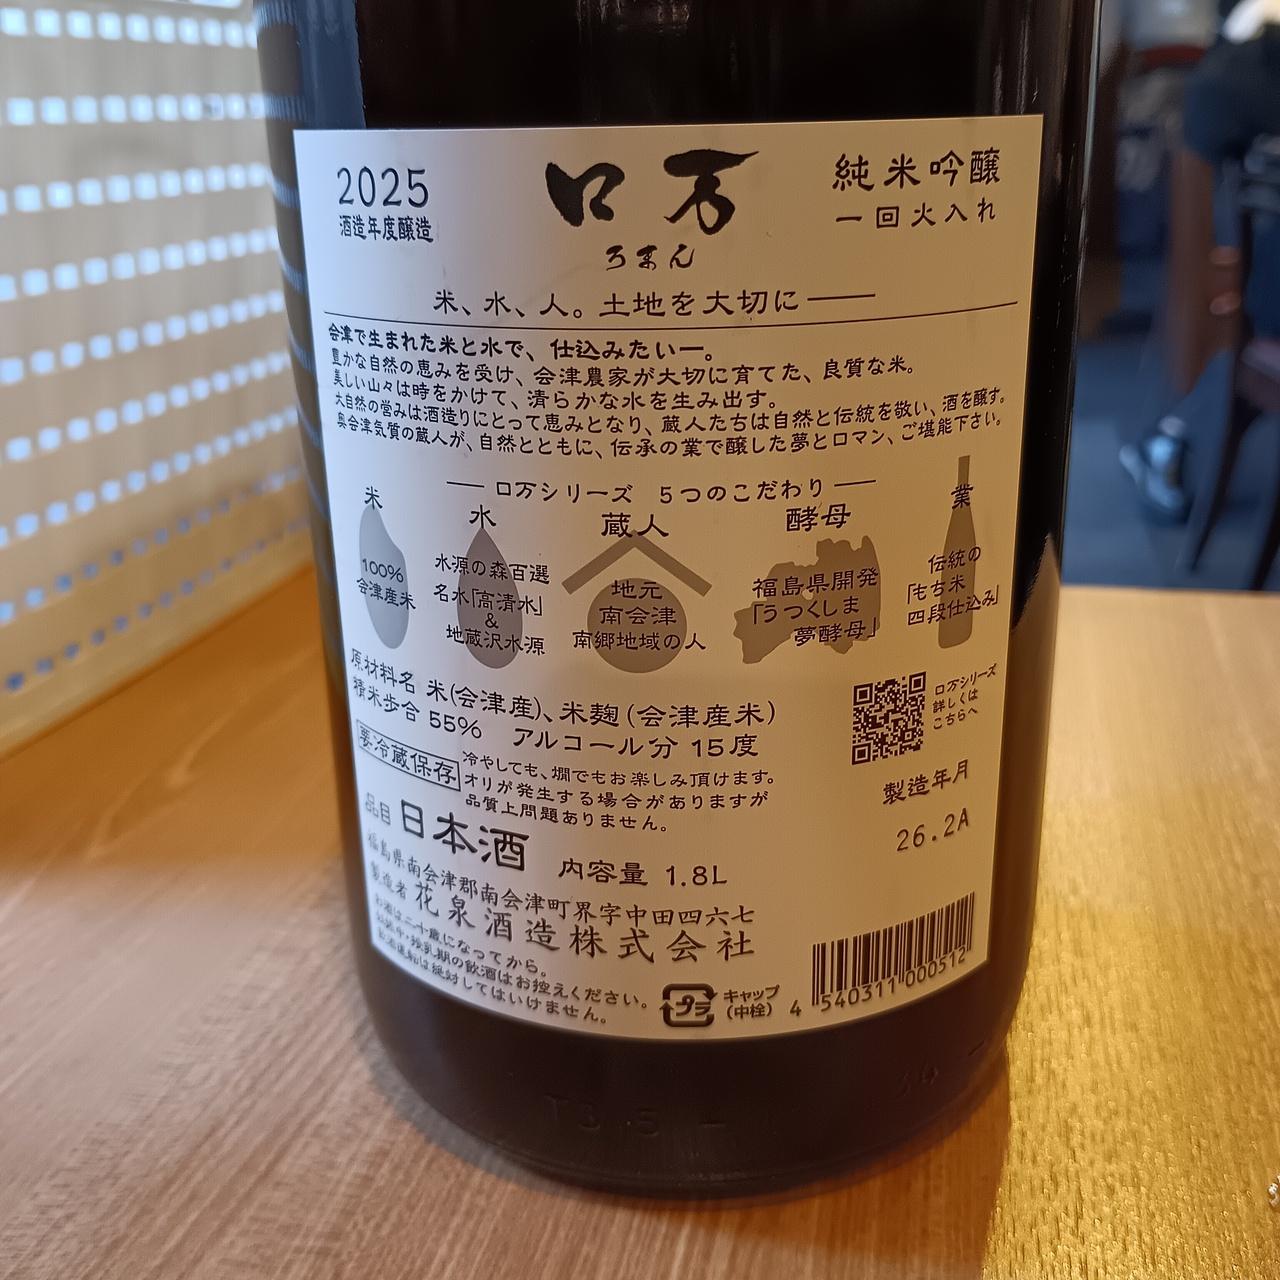 2025
酒造年度醸造
ロ万
ろまん
純米吟醸
一回火入れ
米、水、人。土地を大切に――
会津で生まれた米と水で、仕込みたいー。
豊かな自然の恵みを受け、会津農家が大切に育てた、良質な米。
美しい山々は時をかけて、清らかな水を生み出す。
大自然の営みは酒造りにとって恵みとなり、蔵人たちは自然と伝統を敬い、酒を醸す。
奥会津気質の蔵人が、自然とともに、伝承の業で醸した夢とロマン、ご堪能下さい。
―― ロ万シリーズ 5つのこだわり ――
米
100%
会津産米
水
水源の森百選
名水「高清水」
&
地蔵沢水源
蔵人
地元
南会津
南郷地域の人
酵母
福島県開発
「うつくしま
夢酵母」
業
伝統の
「もち米
四段仕込み」
原材料名 米(会津産)、米麹(会津産米)
精米歩合 55% アルコール分 15度
要冷蔵保存
冷やしても、燗でもお楽しみ頂けます。
オリが発生する場合がありますが
品質上問題ありません。
ロ万シリーズ
詳しくは
こちらへ
製造年月
26.2A
品目 日本酒 内容量 1.8L
福島県南会津郡南会津町界字中田四六七
製造者 花泉酒造株式会社
お酒は二十歳になってから。
妊娠中・授乳期の飲酒はお控えください。
飲酒運転は絶対してはいけません。
プラ
キャップ
(中栓)
4 540311 000512
T3 5
34